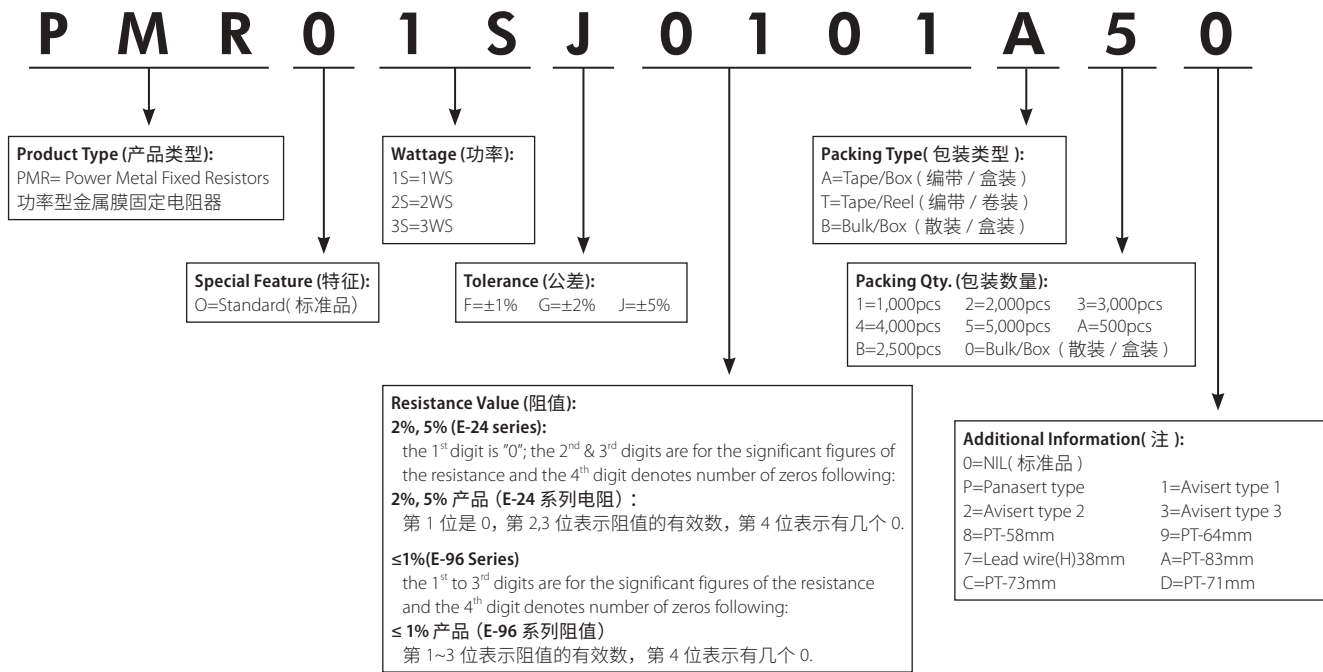 P M R 0 1 S J 0 1 0 1 A 5 0
Product Type (产品类型):
PMR= Power Metal Fixed Resistors
功率型金属膜固定电阻器
Wattage (功率):
1S=1WS
2S=2WS
3S=3WS
Packing Type( 包装类型 ):
A=Tape/Box ( 编带 / 盒装 )
T=Tape/Reel ( 编带 / 卷装 )
B=Bulk/Box ( 散装 / 盒装 )
Special Feature (特征):
O=Standard( 标准品)
Tolerance (公差):
F=±1% G=±2% J=±5%
Packing Qty. (包装数量):
1=1,000pcs 2=2,000pcs 3=3,000pcs
4=4,000pcs 5=5,000pcs A=500pcs
B=2,500pcs 0=Bulk/Box ( 散装 / 盒装 )
Resistance Value (阻值):
2%, 5% (E-24 series):
the 1st digit is "0"; the 2nd & 3rd digits are for the significant figures of
the resistance and the 4th digit denotes number of zeros following:
2%, 5% 产品（E-24 系列电阻）:
第 1 位是 0，第 2,3 位表示阻值的有效数，第 4 位表示有几个 0.
≤1%(E-96 Series)
the 1st to 3rd digits are for the significant figures of the resistance
and the 4th digit denotes number of zeros following:
≤ 1% 产品（E-96 系列阻值）
第 1~3 位表示阻值的有效数，第 4 位表示有几个 0.
Additional Information( 注 ):
0=NIL( 标准品 )
P=Panasert type 1=Avisert type 1
2=Avisert type 2 3=Avisert type 3
8=PT-58mm 9=PT-64mm
7=Lead wire(H)38mm A=PT-83mm
C=PT-73mm D=PT-71mm